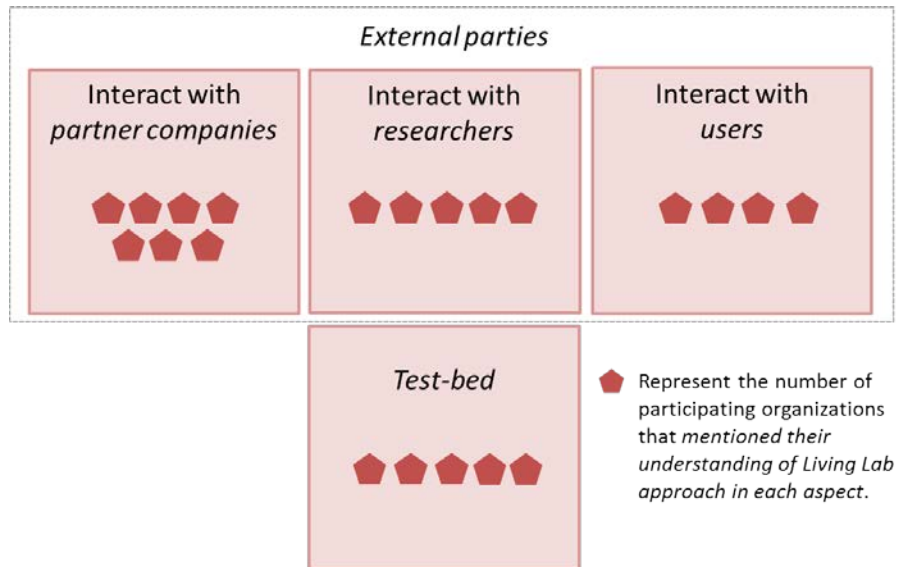 External parties
Interact with
partner companies
Interact with
researchers
Interact with
users
Test-bed
Represent the number of
participating organizations
that mentioned their
understanding of Living Lab
approach in each aspect.